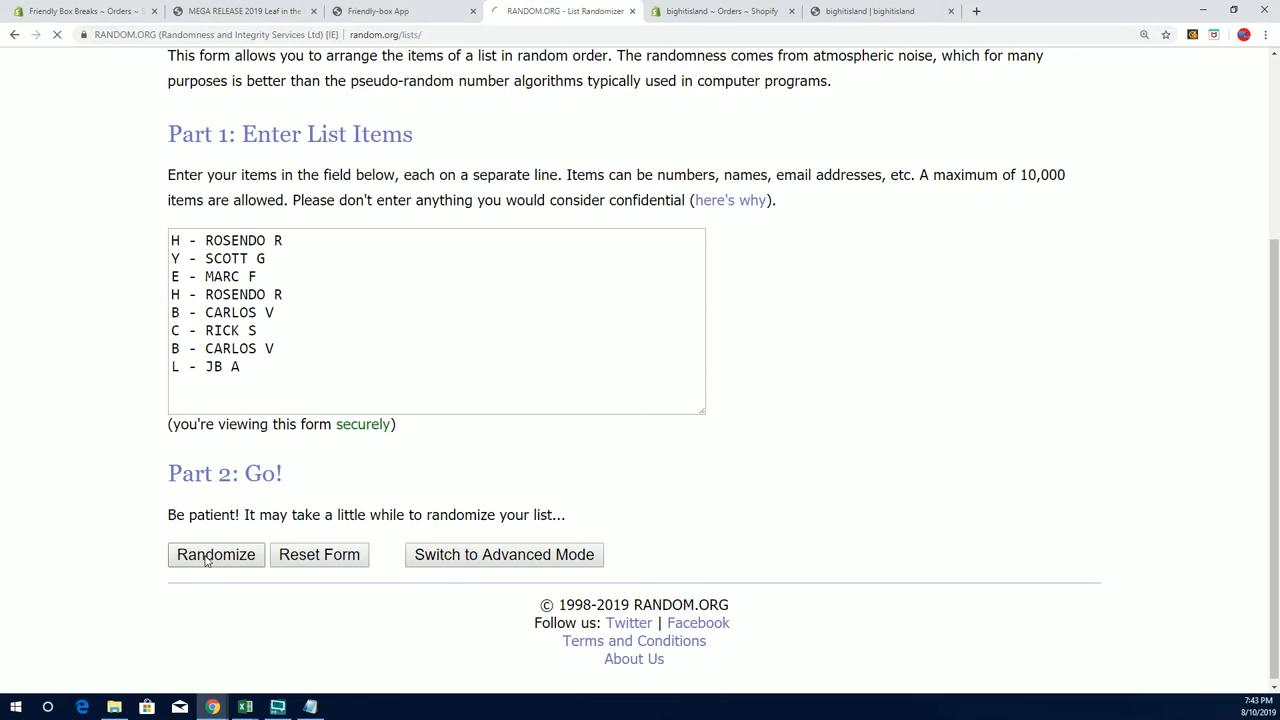 Friendly Box Breaks ~ Orders ~ S
MEGA RELEASE 2019 Leaf in the
Friendly-box App
RANDOM.ORG - List Randomizer
bighitisland ~ Orders ~ Shopify
bighitisland | bighitisland
RANDOM.ORG (Randomness and Integrity Services Ltd) [IE] | random.org/lists/
This form allows you to arrange the items of a list in random order. The randomness comes from atmospheric noise, which for many
purposes is better than the pseudo-random number algorithms typically used in computer programs.
Part 1: Enter List Items
Enter your items in the field below, each on a separate line. Items can be numbers, names, email addresses, etc. A maximum of 10,000
items are allowed. Please don't enter anything you would consider confidential (here's why).
H - ROSENDO R
Y - SCOTT G
E - MARC F
H - ROSENDO R
B - CARLOS V
C - RICK S
B - CARLOS V
L - JB A
(you're viewing this form securely)
Part 2: Go!
Be patient! It may take a little while to randomize your list...
Randomize Reset Form Switch to Advanced Mode
© 1998-2019 RANDOM.ORG
Follow us: Twitter | Facebook
Terms and Conditions
About Us
7:43 PM
8/10/2019